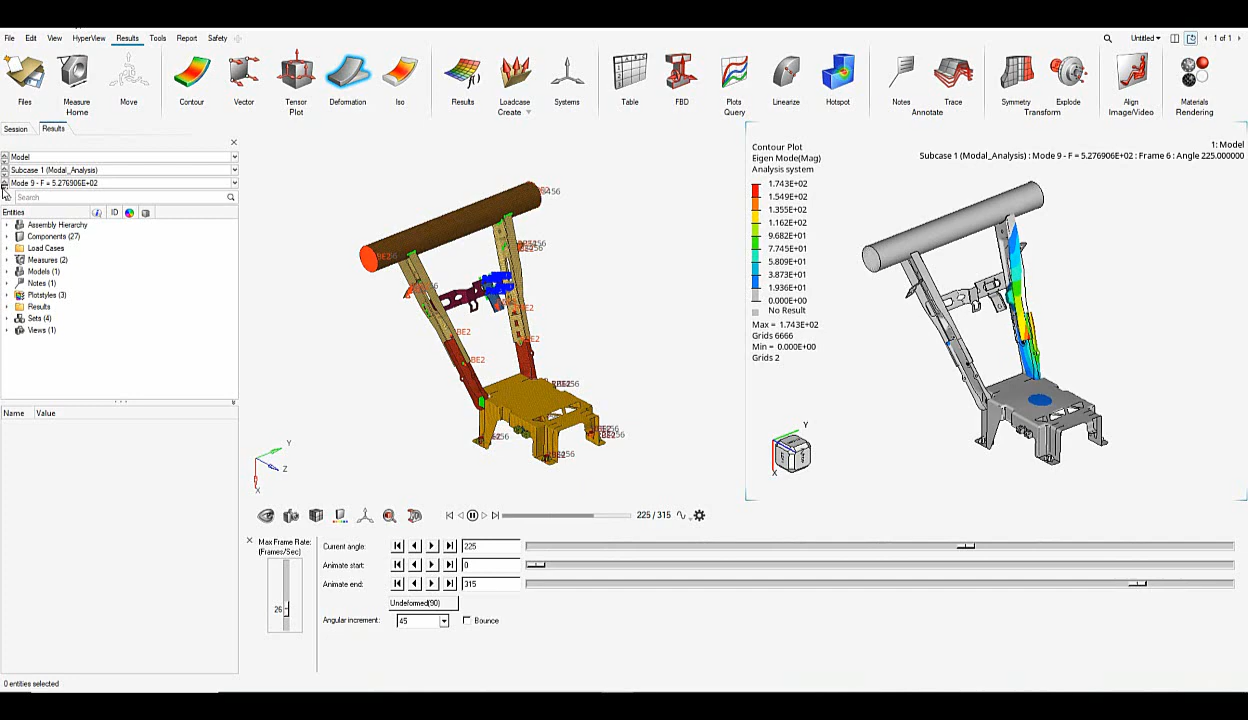 File Edit View HyperView Results Tools Report Safety
Untitled 1 of 1
Files Measure Move Contour Vector Tensor Deformation Iso Results Loadcase Systems Table FBD Plots Linearize Hotspot Notes Trace Symmetry Explode Align Materials
Home Plot Create Query Annotate Transform Image/Video Rendering
Session Results
Model
Subcase 1 (Modal_Analysis)
Mode 9 - F = 5.276906E+02
Search
Entities ID
Assembly Hierarchy
Components (27)
Load Cases
Measures (2)
Models (1)
Notes (1)
Plotstyles (3)
Results
Sets (4)
Views (1)
Name Value
0 entities selected
Y
Z
X
Contour Plot
Eigen Mode(Mag)
Analysis system
1.743E+02
1.549E+02
1.355E+02
1.162E+02
9.682E+01
7.745E+01
5.809E+01
3.873E+01
1.936E+01
0.000E+00
No Result
Max = 1.743E+02
Grids 6666
Min = 0.000E+00
Grids 2
1: Model
Subcase 1 (Modal_Analysis) : Mode 9 - F = 5.276906E+02 : Frame 6 : Angle 225.000000
Y
X
225 / 315
Max Frame Rate:
(Frames/Sec)
26
Current angle: 225
Animate start: 0
Animate end: 315
Undeformed(90)
Angular increment: 45 Bounce